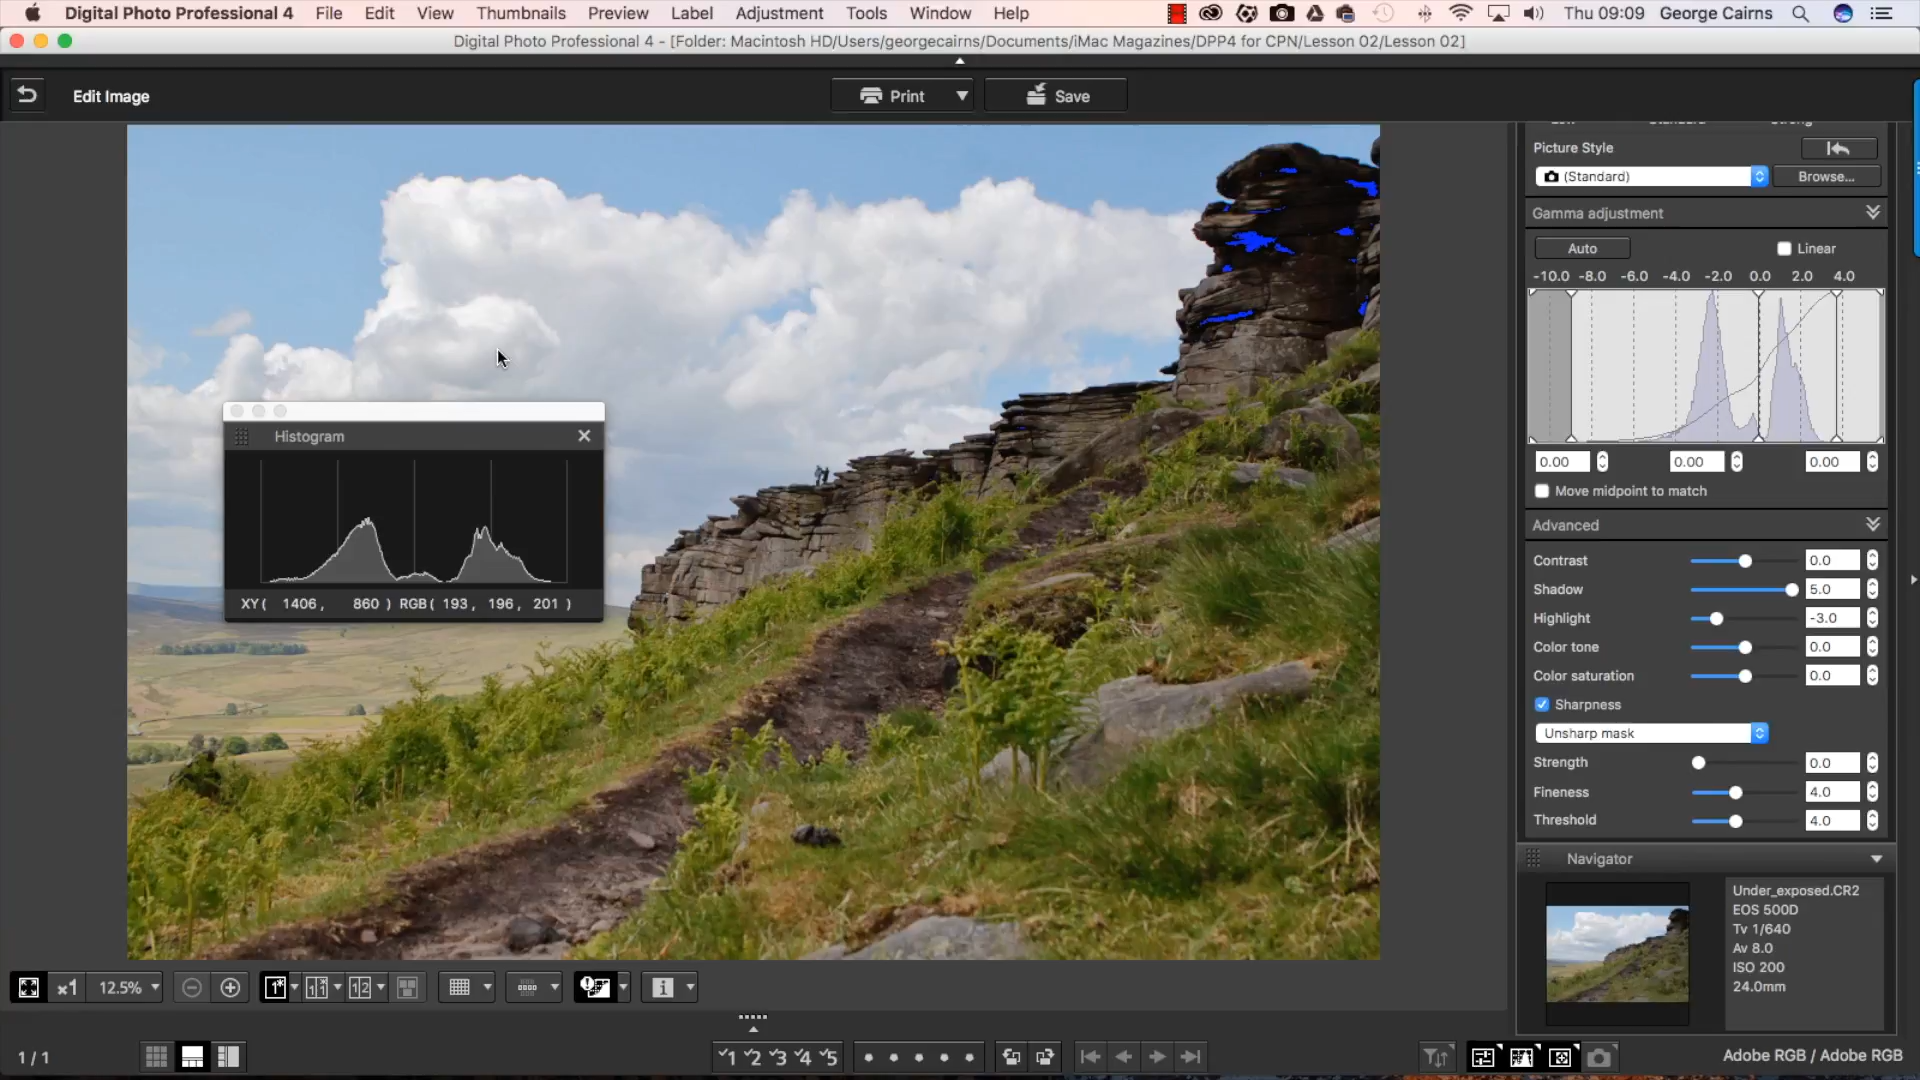 Digital Photo Professional 4 File Edit View Thumbnails Preview Label Adjustment Tools Window Help Thu 09:09 George Cairns
Digital Photo Professional 4 - [Folder: Macintosh HD/Users/georgecairns/Documents/iMac Magazines/DPP4 for CPN/Lesson 02/Lesson 02]
Edit Image Print Save
Picture Style
(Standard) Browse...
Gamma adjustment
Auto Linear
-10.0 -8.0 -6.0 -4.0 -2.0 0.0 2.0 4.0
0.00 0.00 0.00
Move midpoint to match
Advanced
Contrast 0.0
Shadow 5.0
Highlight -3.0
Color tone 0.0
Color saturation 0.0
Sharpness
Unsharp mask
Strength 0.0
Fineness 4.0
Threshold 4.0
Histogram
XY( 1406, 860 ) RGB( 193, 196, 201 )
Navigator
Under_exposed.CR2
EOS 500D
Tv 1/640
Av 8.0
ISO 200
24.0mm
x1 12.5%
1 / 1
1 2 3 4 5
Adobe RGB / Adobe RGB